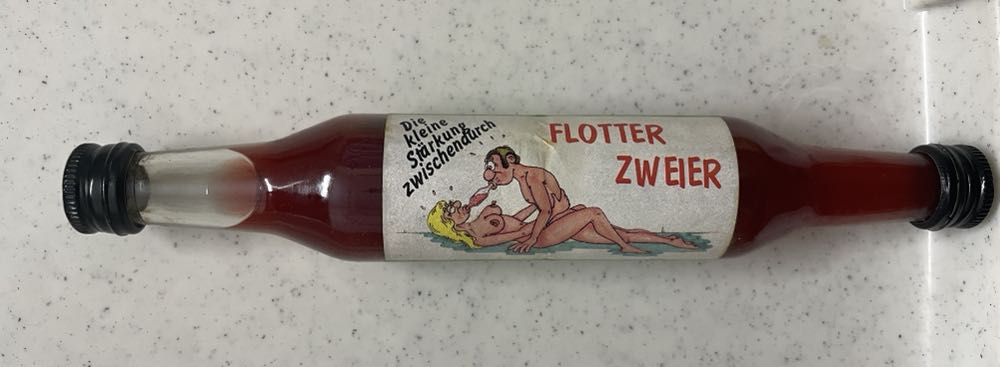 Die
kleine
Stärkung
zwischendurch
FLOTTER
ZWEIER